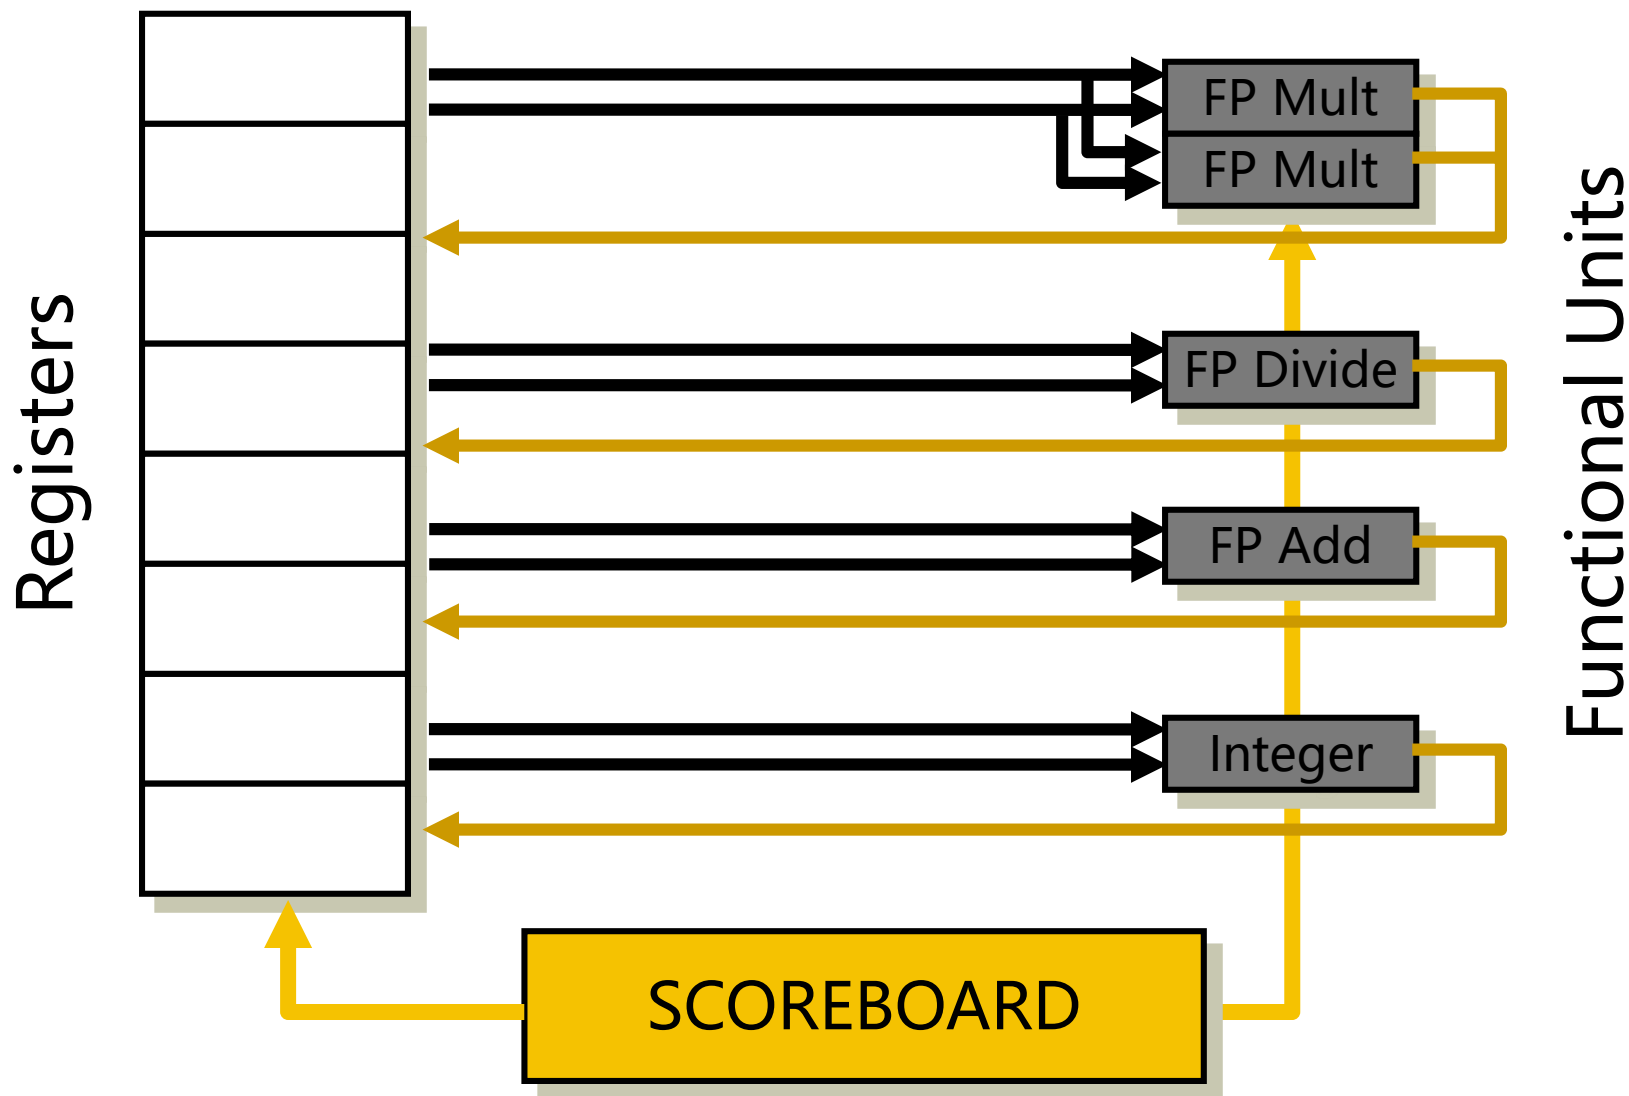 Registers
FP Mult
FP Mult
FP Divide
FP Add
Integer
Functional Units
SCOREBOARD